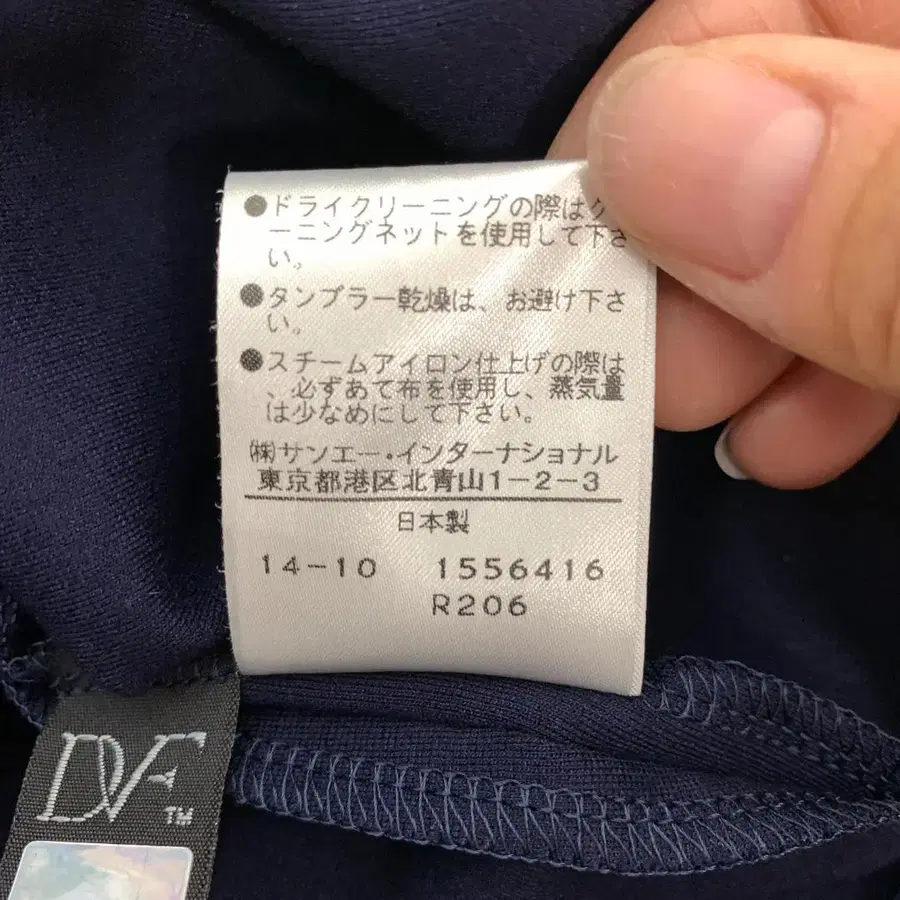 ●ドライクリーニングの際はク
ーニングネットを使用して下さ
い。
●タンブラー乾燥は、お避け下さ
い。
●スチームアイロン仕上げの際は
、必ずあて布を使用し、蒸気量
は少なめにして下さい。
㈱サンエー・インターナショナル
東京都港区北青山1-2-3
日本製
14-10 1556416
R206
DVF™